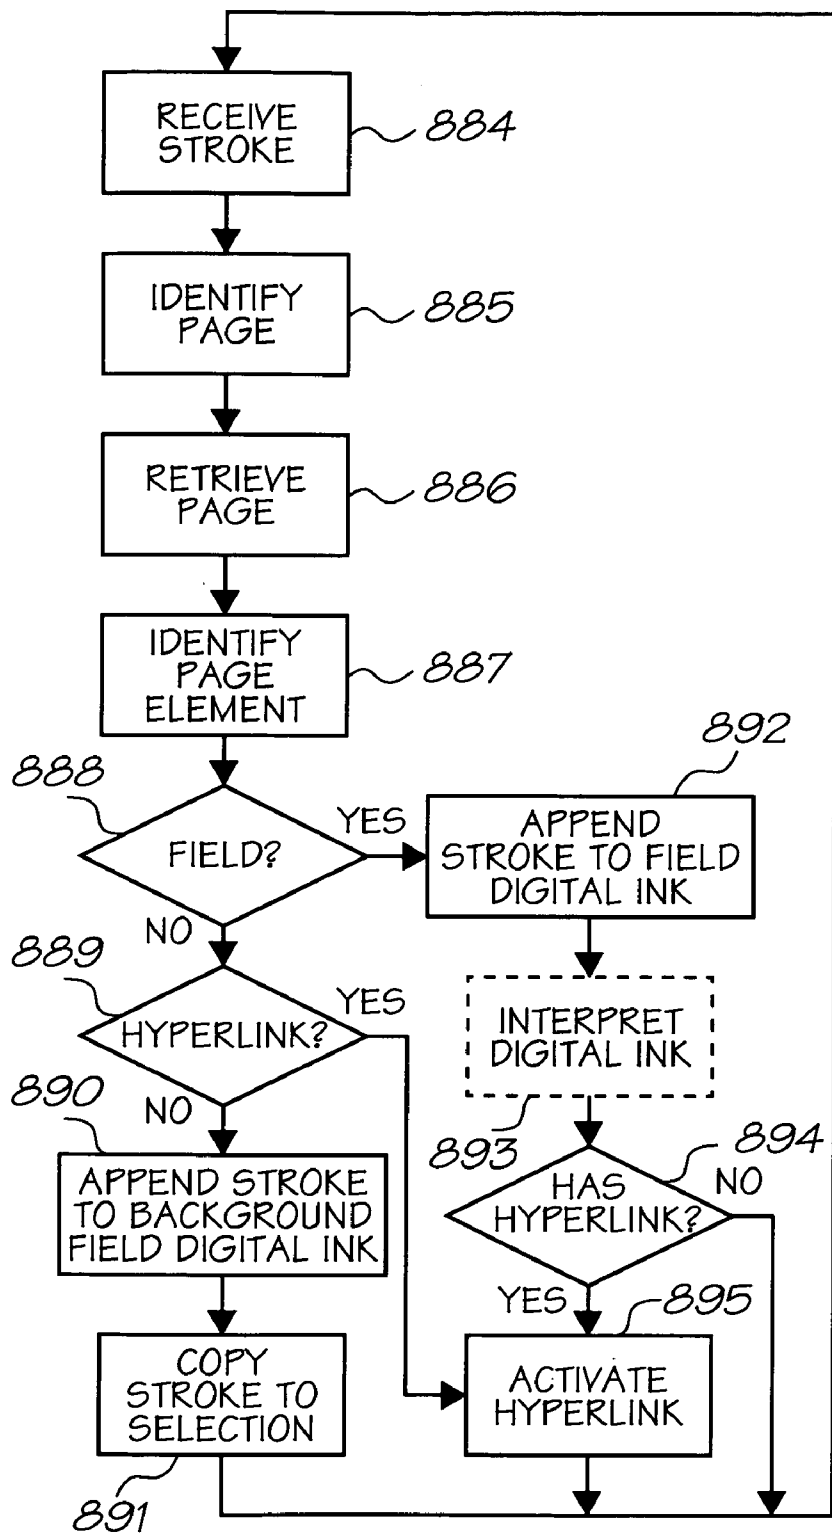 RECEIVE
STROKE
884
IDENTIFY
PAGE
885
RETRIEVE
PAGE
886
IDENTIFY
PAGE
ELEMENT
887
888
FIELD?
YES
NO
892
APPEND
STROKE TO FIELD
DIGITAL INK
889
HYPERLINK?
YES
NO
INTERPRET
DIGITAL INK
893
890
APPEND STROKE
TO BACKGROUND
FIELD DIGITAL INK
894
HAS
HYPERLINK?
NO
YES
895
COPY
STROKE TO
SELECTION
891
ACTIVATE
HYPERLINK